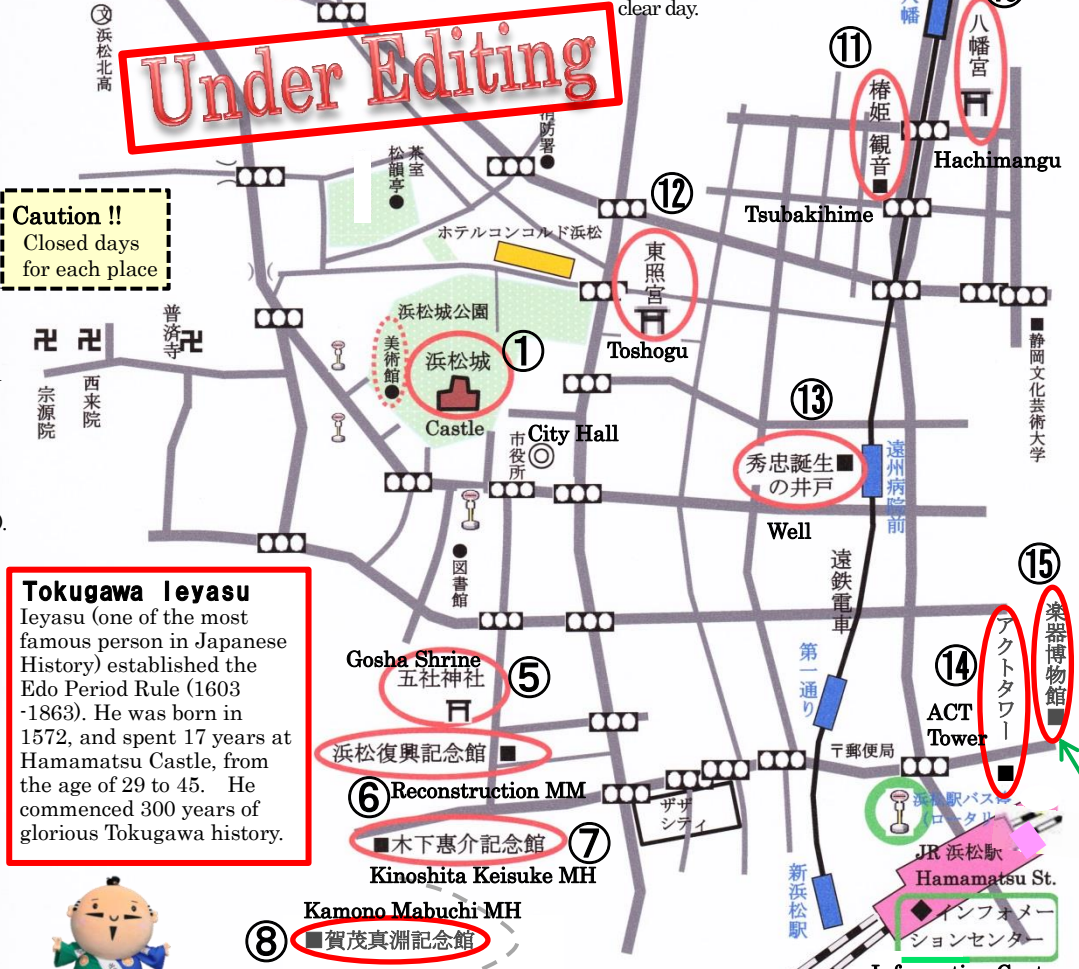 clear day.
八幡
八幡宮
⑪
椿姫
観音
Hachimangu
Tsubakihime
文
浜松北高
Under Editing
消防署
茶室
松韻亭
⑫
ホテルコンコルド浜松
東照宮
Toshogu
Caution !!
Closed days
for each place
普済寺
西来院
宗源院
浜松城公園
美術館
浜松城
①
Castle
City Hall
市役所
静岡文化芸術大学
⑬
秀忠誕生
の井戸
Well
遠州病院前
図書館
遠鉄電車
).
Tokugawa Ieyasu
Ieyasu (one of the most
famous person in Japanese
History) established the
Edo Period Rule (1603
-1863). He was born in
1572, and spent 17 years at
Hamamatsu Castle, from
the age of 29 to 45. He
commenced 300 years of
glorious Tokugawa history.
Gosha Shrine
五社神社
⑤
浜松復興記念館
⑥
Reconstruction MM
木下惠介記念館
⑦
Kinoshita Keisuke MH
Kamono Mabuchi MH
⑧
賀茂真淵記念館
第一通り
⑮
楽器博物館
⑭
アクトタワー
ACT
Tower
〒郵便局
ザザ
シティ
浜松駅バス
(ロータリ
JR 浜松駅
Hamamatsu St.
新浜松駅
インフォメー
ションセンター